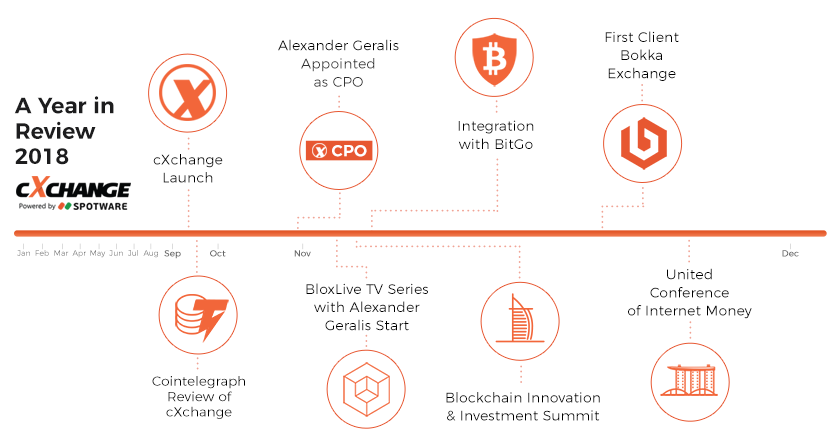 A Year in
Review
2018
cXCHANGE
Powered by SPOTWARE
cXchange
Launch
Alexander Geralis
Appointed
as CPO
X CPO
Integration
with BitGo
First Client
Bokka
Exchange
Jan Feb Mar Apr May Jun Jul Aug Sep Oct Nov Dec
Cointelegraph
Review of
cXchange
BloxLive TV Series
with Alexander
Geralis Start
Blockchain Innovation
& Investment Summit
United
Conference
of Internet Money